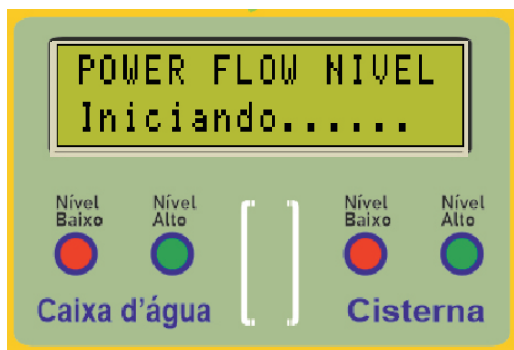 POWER FLOW NIVEL
Iniciando......
Nível Baixo
Nível Alto
Nível Baixo
Nível Alto
Caixa d'água
Cisterna